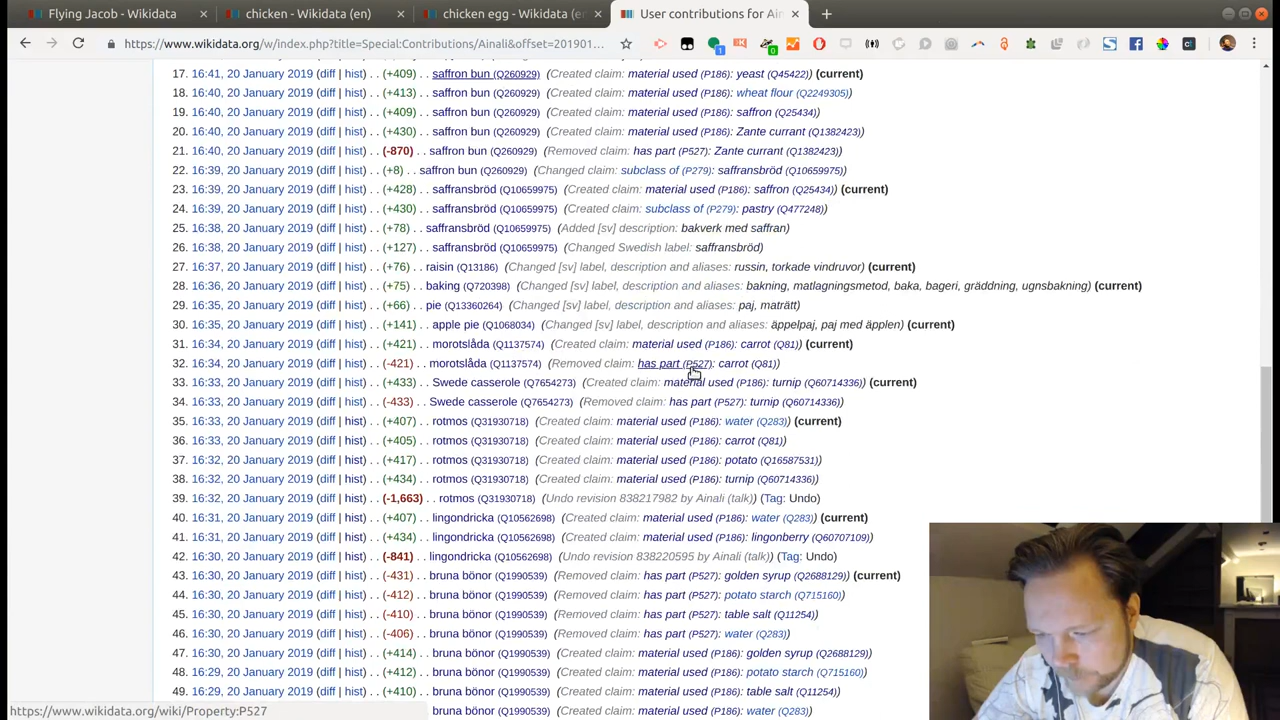 Flying Jacob - Wikidata
chicken - Wikidata (en)
chicken egg - Wikidata (e
User contributions for Ai
https://www.wikidata.org/w/index.php?title=Special:Contributions/Ainali&offset=201901...
17. 16:41, 20 January 2019 (diff | hist) . . (+409) . . saffron bun (Q260929) (Created claim: material used (P186): yeast (Q45422)) (current)
18. 16:40, 20 January 2019 (diff | hist) . . (+413) . . saffron bun (Q260929) (Created claim: material used (P186): wheat flour (Q2249305))
19. 16:40, 20 January 2019 (diff | hist) . . (+409) . . saffron bun (Q260929) (Created claim: material used (P186): saffron (Q25434))
20. 16:40, 20 January 2019 (diff | hist) . . (+430) . . saffron bun (Q260929) (Created claim: material used (P186): Zante currant (Q1382423))
21. 16:40, 20 January 2019 (diff | hist) . . (-870) . . saffron bun (Q260929) (Removed claim: has part (P527): Zante currant (Q1382423))
22. 16:39, 20 January 2019 (diff | hist) . . (+8) . . saffron bun (Q260929) (Changed claim: subclass of (P279): saffransbröd (Q10659975))
23. 16:39, 20 January 2019 (diff | hist) . . (+428) . . saffransbröd (Q10659975) (Created claim: material used (P186): saffron (Q25434)) (current)
24. 16:39, 20 January 2019 (diff | hist) . . (+430) . . saffransbröd (Q10659975) (Created claim: subclass of (P279): pastry (Q477248))
25. 16:38, 20 January 2019 (diff | hist) . . (+78) . . saffransbröd (Q10659975) (Added [sv] description: bakverk med saffran)
26. 16:38, 20 January 2019 (diff | hist) . . (+127) . . saffransbröd (Q10659975) (Changed Swedish label: saffransbröd)
27. 16:37, 20 January 2019 (diff | hist) . . (+76) . . raisin (Q13186) (Changed [sv] label, description and aliases: russin, torkade vindruvor) (current)
28. 16:36, 20 January 2019 (diff | hist) . . (+75) . . baking (Q720398) (Changed [sv] label, description and aliases: bakning, matlagningsmetod, baka, bageri, gräddning, ugnsbakning) (current)
29. 16:35, 20 January 2019 (diff | hist) . . (+66) . . pie (Q13360264) (Changed [sv] label, description and aliases: paj, maträtt)
30. 16:35, 20 January 2019 (diff | hist) . . (+141) . . apple pie (Q1068034) (Changed [sv] label, description and aliases: äppelpaj, paj med äpplen) (current)
31. 16:34, 20 January 2019 (diff | hist) . . (+421) . . morotslåda (Q1137574) (Created claim: material used (P186): carrot (Q81)) (current)
32. 16:34, 20 January 2019 (diff | hist) . . (-421) . . morotslåda (Q1137574) (Removed claim: has part (P527): carrot (Q81))
33. 16:33, 20 January 2019 (diff | hist) . . (+433) . . Swede casserole (Q7654273) (Created claim: material used (P186): turnip (Q60714336)) (current)
34. 16:33, 20 January 2019 (diff | hist) . . (-433) . . Swede casserole (Q7654273) (Removed claim: has part (P527): turnip (Q60714336))
35. 16:33, 20 January 2019 (diff | hist) . . (+407) . . rotmos (Q31930718) (Created claim: material used (P186): water (Q283)) (current)
36. 16:33, 20 January 2019 (diff | hist) . . (+405) . . rotmos (Q31930718) (Created claim: material used (P186): carrot (Q81))
37. 16:32, 20 January 2019 (diff | hist) . . (+417) . . rotmos (Q31930718) (Created claim: material used (P186): potato (Q16587531))
38. 16:32, 20 January 2019 (diff | hist) . . (+434) . . rotmos (Q31930718) (Created claim: material used (P186): turnip (Q60714336))
39. 16:32, 20 January 2019 (diff | hist) . . (-1,663) . . rotmos (Q31930718) (Undo revision 838217982 by Ainali (talk)) (Tag: Undo)
40. 16:31, 20 January 2019 (diff | hist) . . (+407) . . lingondricka (Q10562698) (Created claim: material used (P186): water (Q283)) (current)
41. 16:31, 20 January 2019 (diff | hist) . . (+434) . . lingondricka (Q10562698) (Created claim: material used (P186): lingonberry (Q60707109))
42. 16:30, 20 January 2019 (diff | hist) . . (-841) . . lingondricka (Q10562698) (Undo revision 838220595 by Ainali (talk)) (Tag: Undo)
43. 16:30, 20 January 2019 (diff | hist) . . (-431) . . bruna bönor (Q1990539) (Removed claim: has part (P527): golden syrup (Q2688129)) (current)
44. 16:30, 20 January 2019 (diff | hist) . . (-412) . . bruna bönor (Q1990539) (Removed claim: has part (P527): potato starch (Q715160))
45. 16:30, 20 January 2019 (diff | hist) . . (-410) . . bruna bönor (Q1990539) (Removed claim: has part (P527): table salt (Q11254))
46. 16:30, 20 January 2019 (diff | hist) . . (-406) . . bruna bönor (Q1990539) (Removed claim: has part (P527): water (Q283))
47. 16:30, 20 January 2019 (diff | hist) . . (+414) . . bruna bönor (Q1990539) (Created claim: material used (P186): golden syrup (Q2688129))
48. 16:29, 20 January 2019 (diff | hist) . . (+412) . . bruna bönor (Q1990539) (Created claim: material used (P186): potato starch (Q715160))
49. 16:29, 20 January 2019 (diff | hist) . . (+410) . . bruna bönor (Q1990539) (Created claim: material used (P186): table salt (Q11254)
bruna bönor (Q1990539) (Created claim: material used (P186): water (Q283))
https://www.wikidata.org/wiki/Property:P527